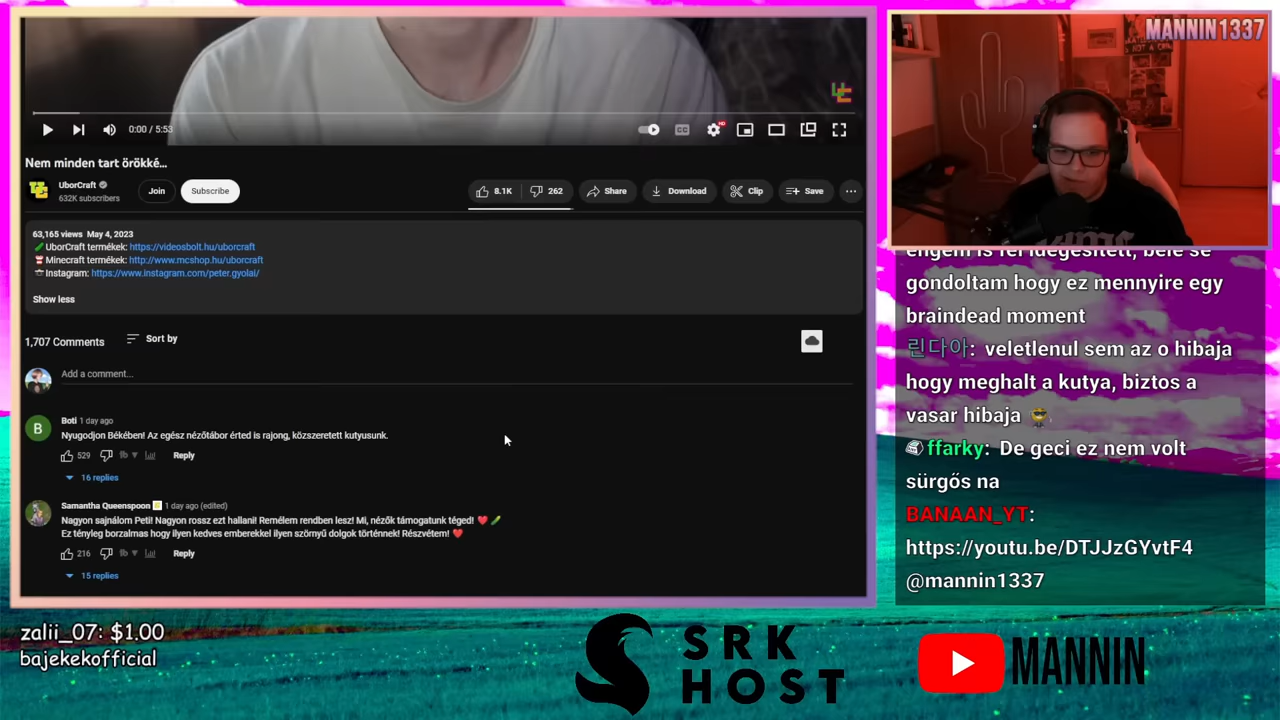 MANNIN1337
0:00 / 5:53
HD
Nem minden tart örökké...
UborCraft
632K subscribers
Join
Subscribe
8.1K
262
Share
Download
Clip
Save
63,165 views May 4, 2023
UborCraft termékek: https://videosbolt.hu/uborcraft
Minecraft termékek: http://www.mcshop.hu/uborcraft
Instagram: https://www.instagram.com/peter.gyolai/
Show less
1,707 Comments
Sort by
Add a comment...
B
Boti 1 day ago
Nyugodjon Békében! Az egész nézőtábor érted is rajong, közszeretett kutyusunk.
529
Reply
16 replies
Samantha Queenspoon 1 day ago (edited)
Nagyon sajnálom Peti! Nagyon rossz ezt hallani! Remélem rendben lesz! Mi, nézők támogatunk téged! ❤️🥒
Ez tényleg borzalmas hogy ilyen kedves emberekkel ilyen szörnyű dolgok történnek! Részvétem! ❤️
216
Reply
15 replies
engem is fel idegesített, bele se
gondoltam hogy ez mennyire egy
braindead moment
린다아: veletlenul sem az o hibaja
hogy meghalt a kutya, biztos a
vasar hibaja 😎
ffarky: De geci ez nem volt
sürgős na
BANAAN_YT:
https://youtu.be/DTJJzGYvtF4
@mannin1337
zalii_07: $1.00
bajekekofficial
SRK
HOST
MANNIN